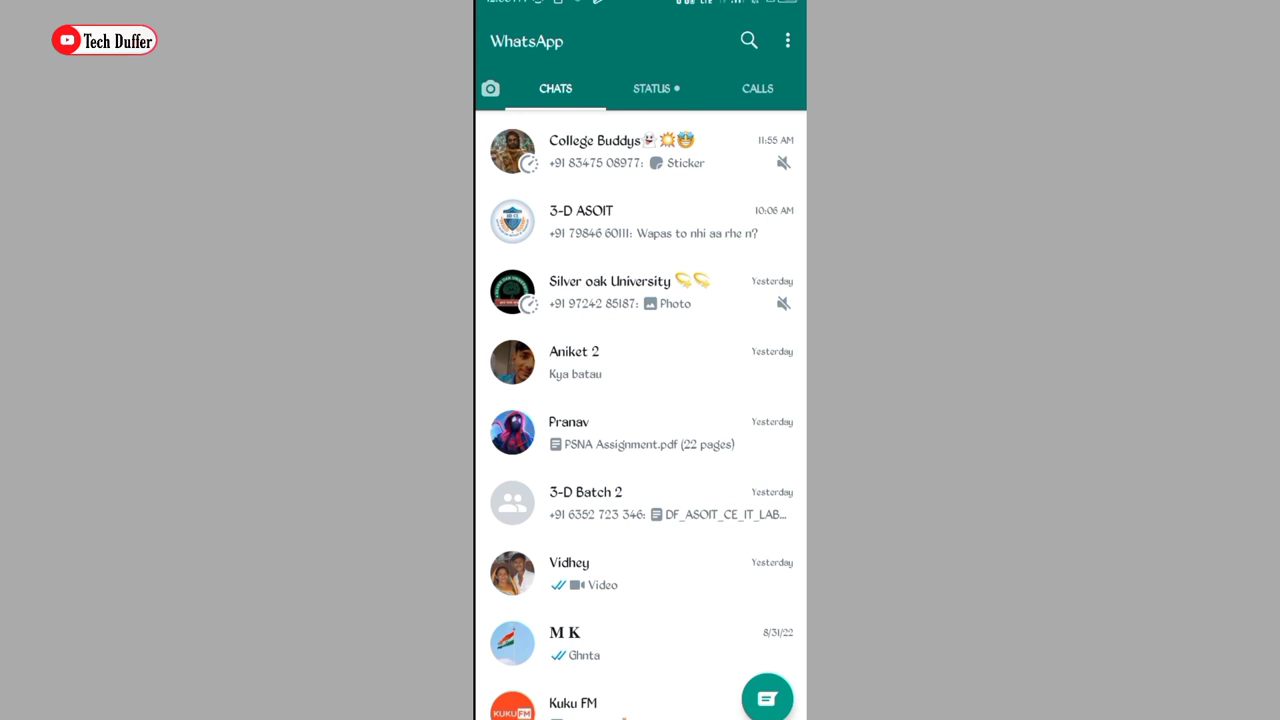 Tech Duffer
WhatsApp
CHATS
STATUS
CALLS
College Buddys👻💥🤩
11:55 AM
+91 83475 08977: Sticker
3-D ASOIT
10:06 AM
+91 79846 60111: Wapas to nhi aa rhe n?
Silver oak University 💫💫
Yesterday
+91 97242 85187: Photo
Aniket 2
Yesterday
Kya batau
Pranav
Yesterday
PSNA Assignment.pdf (22 pages)
3-D Batch 2
Yesterday
+91 6352 723 346: DF_ASOIT_CE_IT_LAB...
Vidhey
Yesterday
Video
M K
8/31/22
Ghnta
Kuku FM
KUKU FM